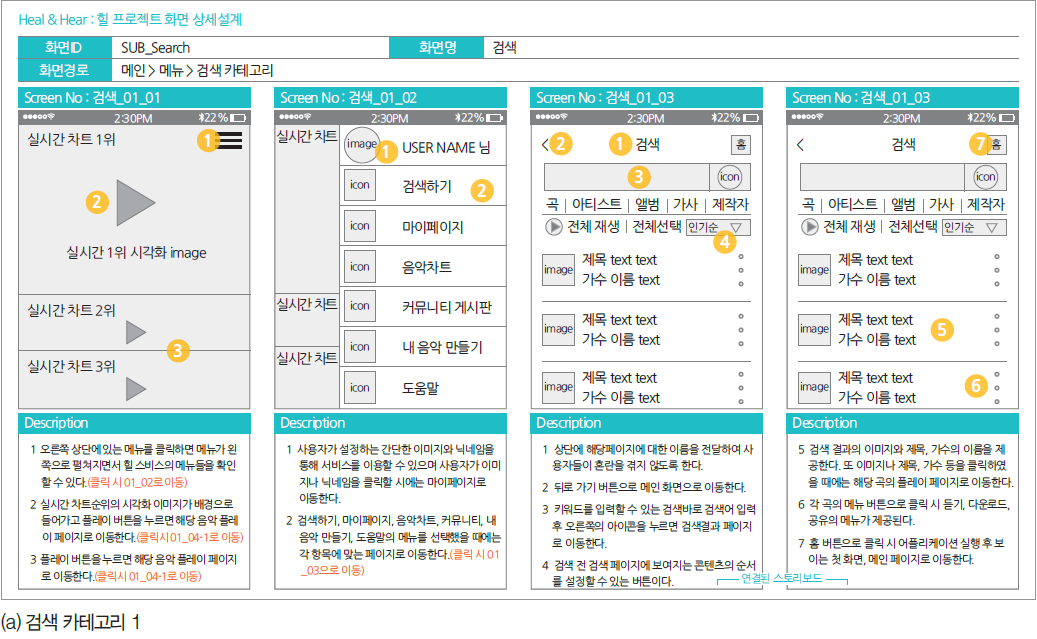 Heal & Hear : 힐 프로젝트 화면 상세설계
화면ID SUB_Search 화면명 검색
화면경로 메인 > 메뉴 > 검색 카테고리
Screen No : 검색_01_01
2:30PM 22%
실시간 차트 1위
1
2
실시간 1위 시각화 image
실시간 차트 2위
3
실시간 차트 3위
Description
1 오른쪽 상단에 있는 메뉴를 클릭하면 메뉴가 왼
쪽으로 펼쳐지면서 힐 스비스의 메뉴들을 확인
할 수 있다.(클릭 시 01_02로 이동)
2 실시간 차트순위의 시각화 이미지가 배경으로
들어가고 플레이 버튼을 누르면 해당 음악 플레
이 페이지로 이동한다.(클릭시 01_04-1로 이동)
3 플레이 버튼을 누르면 해당 음악 플레이 페이지
로 이동한다.(클릭 시 01_04-1로 이동)
Screen No : 검색_01_02
2:30PM 22%
실시간 차트
image 1 USER NAME 님
icon 검색하기 2
icon 마이페이지
icon 음악차트
실시간 차트
icon 커뮤니티 게시판
icon 내 음악 만들기
실시간 차트
icon 도움말
Description
1 사용자가 설정하는 간단한 이미지와 닉네임을
통해 서비스를 이용할 수 있으며 사용자가 이미
지나 닉네임을 클릭할 시에는 마이페이지로
이동한다.
2 검색하기, 마이페이지, 음악차트, 커뮤니티, 내
음악 만들기, 도움말의 메뉴를 선택했을 때에는
각 항목에 맞는 페이지로 이동한다.(클릭 시 01
_03으로 이동)
Screen No : 검색_01_03
2:30PM 22%
< 2 1 검색 홈
3 icon
곡 | 아티스트 | 앨범 | 가사 | 제작자
전체 재생 | 전체선택 인기순
4
image 제목 text text
가수 이름 text
image 제목 text text
가수 이름 text
image 제목 text text
가수 이름 text
Description
1 상단에 해당페이지에 대한 이름을 전달하여 사
용자들이 혼란을 겪지 않도록 한다.
2 뒤로 가기 버튼으로 메인 화면으로 이동한다.
3 키워드를 입력할 수 있는 검색바로 검색어 입력
후 오른쪽의 아이콘을 누르면 검색결과 페이지
로 이동한다.
4 검색 전 검색 페이지에 보여지는 콘텐츠의 순서
를 설정할 수 있는 버튼이다.
Screen No : 검색_01_03
2:30PM 22%
< 검색 7 홈
icon
곡 | 아티스트 | 앨범 | 가사 | 제작자
전체 재생 | 전체선택 인기순
image 제목 text text
가수 이름 text
image 제목 text text
가수 이름 text
5
image 제목 text text
가수 이름 text
6
Description
5 검색 결과의 이미지와 제목, 가수의 이름을 제
공한다. 또 이미지나 제목, 가수 등을 클릭하였
을 때에는 해당 곡의 플레이 페이지로 이동한다.
6 각 곡의 메뉴 버튼으로 클릭 시 듣기, 다운로드,
공유의 메뉴가 제공된다.
7 홈 버튼으로 클릭 시 어플리케이션 실행 후 보
이는 첫 화면, 메인 페이지로 이동한다.
연결된 스토리보드
(a) 검색 카테고리 1